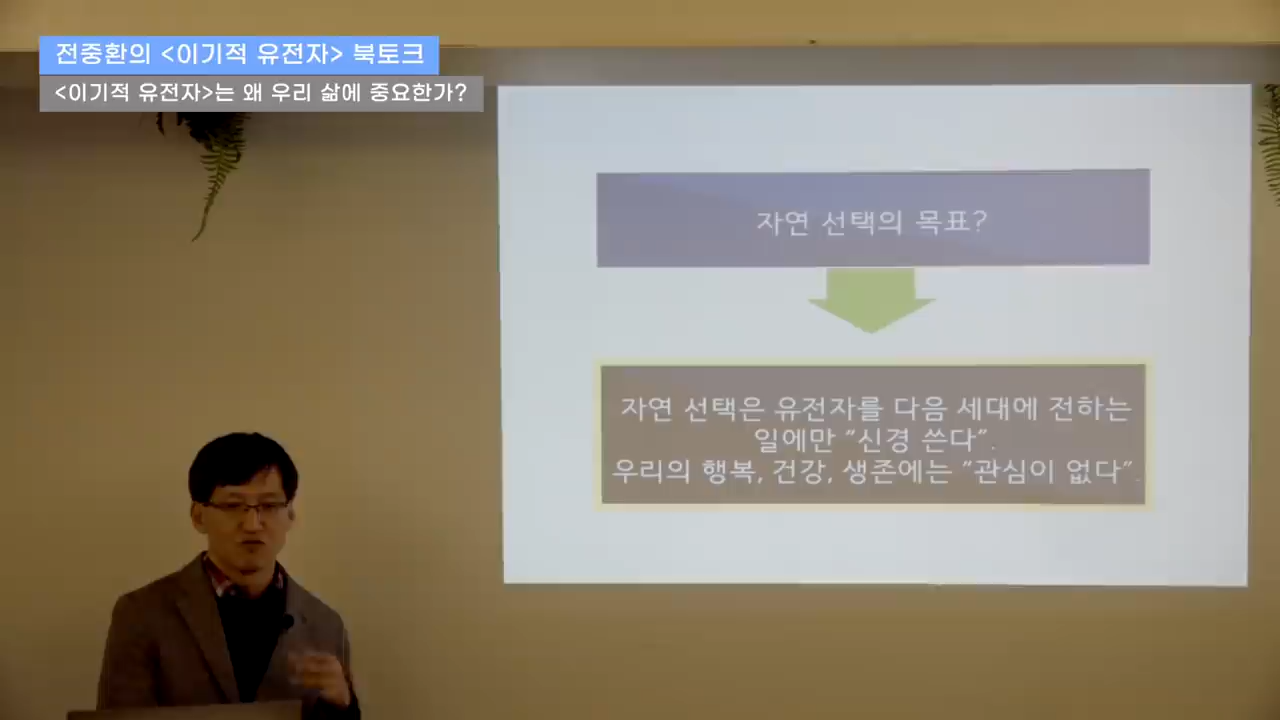 전중환의 <이기적 유전자> 북토크
<이기적 유전자>는 왜 우리 삶에 중요한가?
자연 선택의 목표?
자연 선택은 유전자를 다음 세대에 전하는
일에만 "신경 쓴다".
우리의 행복, 건강, 생존에는 "관심이 없다".